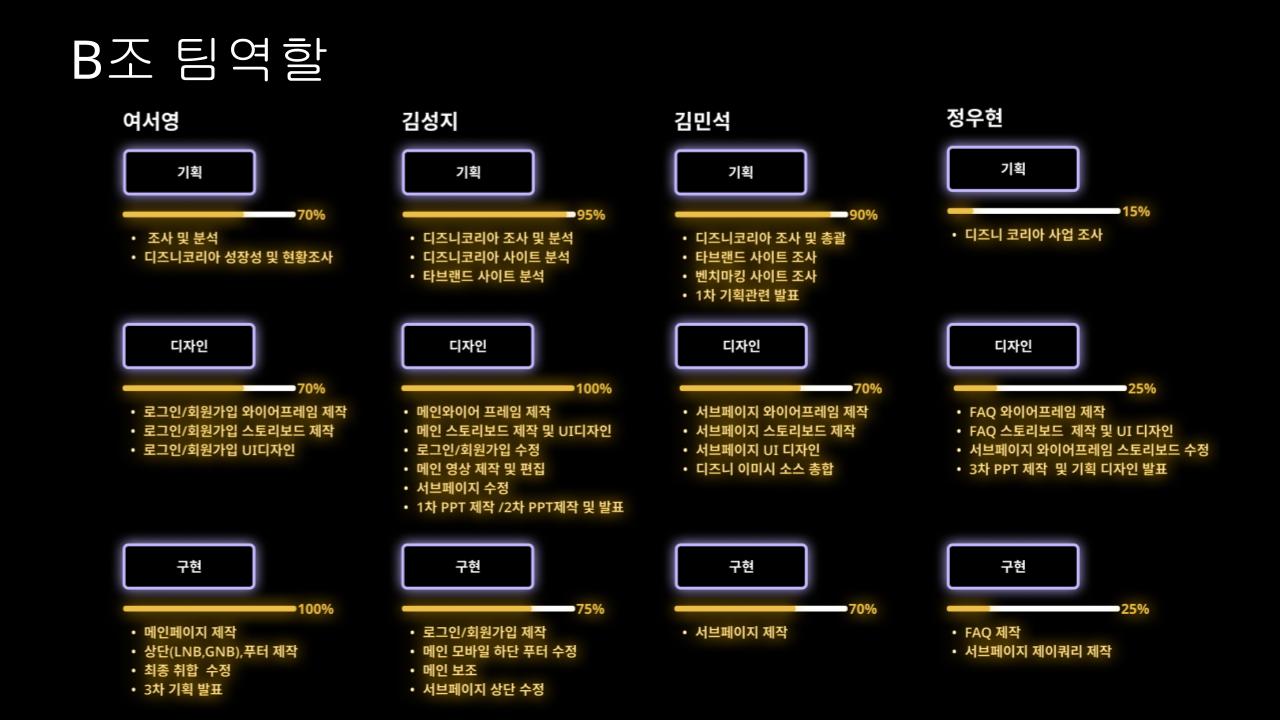 B조 팀역할
여서영
기획
70%
• 조사 및 분석
• 디즈니코리아 성장성 및 현황조사
디자인
70%
• 로그인/회원가입 와이어프레임 제작
• 로그인/회원가입 스토리보드 제작
• 로그인/회원가입 UI디자인
구현
100%
• 메인페이지 제작
• 상단(LNB,GNB),푸터 제작
• 최종 취합 수정
• 3차 기획 발표
김성지
기획
95%
• 디즈니코리아 조사 및 분석
• 디즈니코리아 사이트 분석
• 타브랜드 사이트 분석
디자인
100%
• 메인와이어 프레임 제작
• 메인 스토리보드 제작 및 UI디자인
• 로그인/회원가입 수정
• 메인 영상 제작 및 편집
• 서브페이지 수정
• 1차 PPT 제작 /2차 PPT제작 및 발표
구현
75%
• 로그인/회원가입 제작
• 메인 모바일 하단 푸터 수정
• 메인 보조
• 서브페이지 상단 수정
김민석
기획
90%
• 디즈니코리아 조사 및 총괄
• 타브랜드 사이트 조사
• 벤치마킹 사이트 조사
• 1차 기획관련 발표
디자인
70%
• 서브페이지 와이어프레임 제작
• 서브페이지 스토리보드 제작
• 서브페이지 UI 디자인
• 디즈니 이미시 소스 총합
구현
70%
• 서브페이지 제작
정우현
기획
15%
• 디즈니 코리아 사업 조사
디자인
25%
• FAQ 와이어프레임 제작
• FAQ 스토리보드 제작 및 UI 디자인
• 서브페이지 와이어프레임 스토리보드 수정
• 3차 PPT 제작 및 기획 디자인 발표
구현
25%
• FAQ 제작
• 서브페이지 제이쿼리 제작